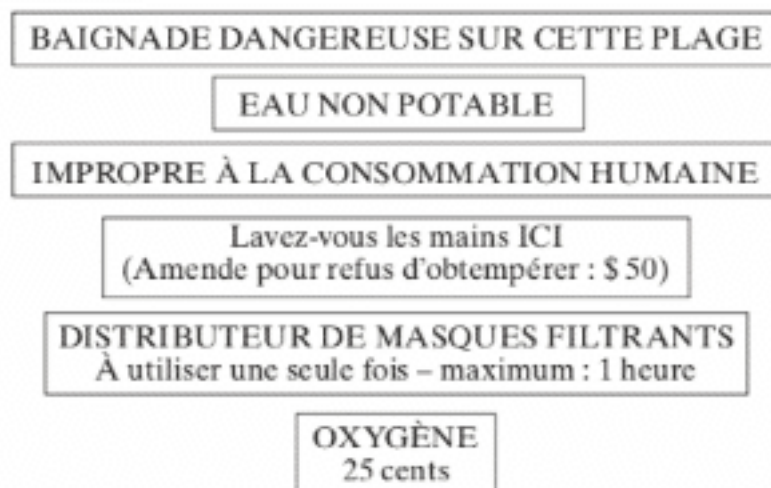 BAIGNADE DANGEREUSE SUR CETTE PLAGE
EAU NON POTABLE
IMPROPRE À LA CONSOMMATION HUMAINE
Lavez-vous les mains ICI
(Amende pour refus d'obtempérer : $ 50)
DISTRIBUTEUR DE MASQUES FILTRANTS
À utiliser une seule fois – maximum : 1 heure
OXYGÈNE
25 cents